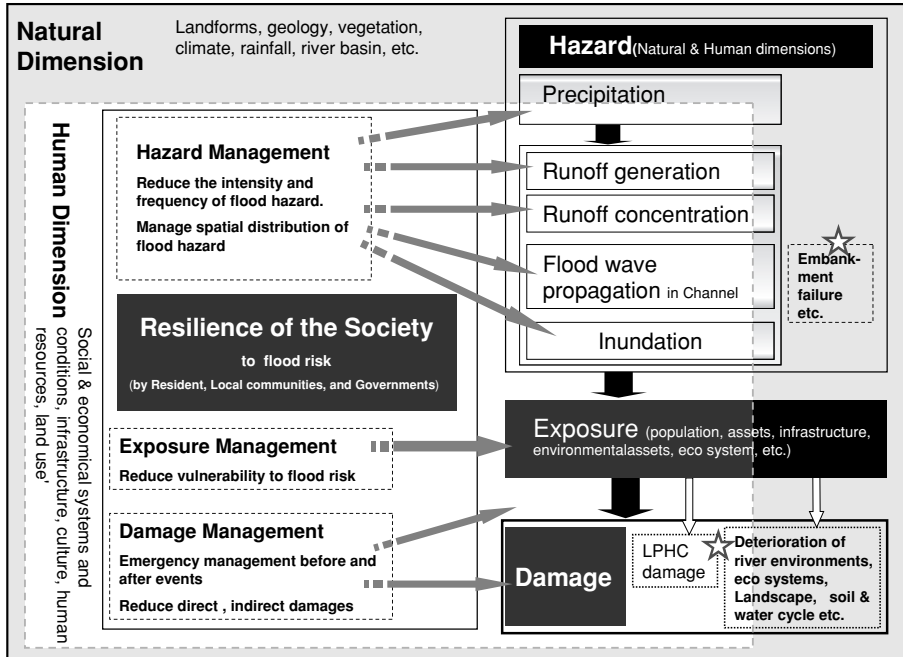 Natural
Dimension
Landforms, geology, vegetation,
climate, rainfall, river basin, etc.
Hazard(Natural & Human dimensions)
Precipitation
Runoff generation
Runoff concentration
Flood wave
propagation in Channel
Inundation
Embank-
ment
failure
etc.
Human Dimension
Social & economical systems and
conditions, infrastructure, culture, human
resources, land use'
Hazard Management
Reduce the intensity and
frequency of flood hazard.
Manage spatial distribution of
flood hazard
Resilience of the Society
to flood risk
(by Resident, Local communities, and Governments)
Exposure Management
Reduce vulnerability to flood risk
Exposure (population, assets, infrastructure,
environmentalassets, eco system, etc.)
Damage Management
Emergency management before and
after events
Reduce direct , indirect damages
Damage
LPHC
damage
Deterioration of
river environments,
eco systems,
Landscape, soil &
water cycle etc.